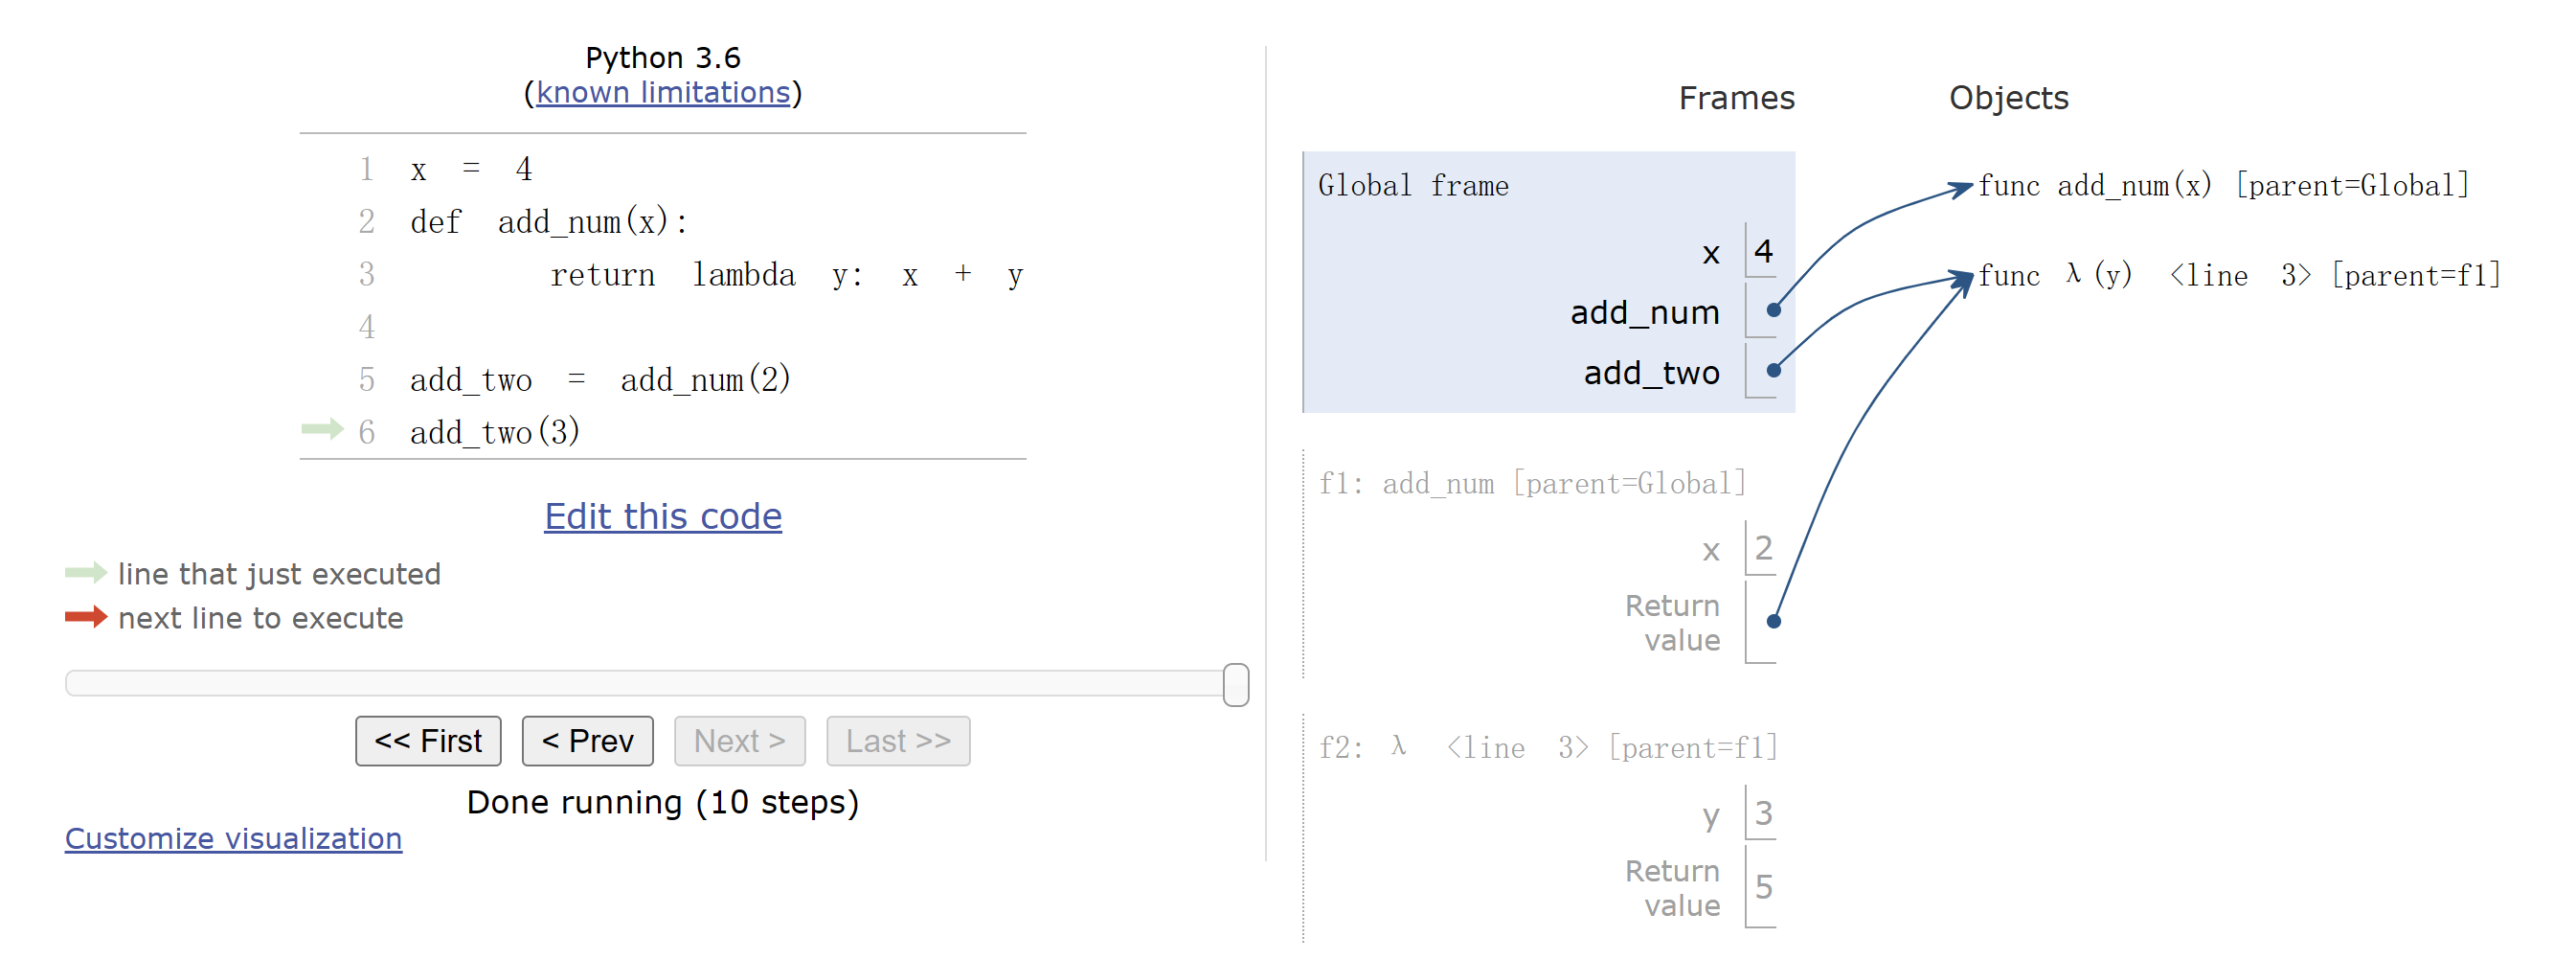 Python 3.6
(known limitations)
1 x = 4
2 def add_num(x):
3 return lambda y: x + y
4
5 add_two = add_num(2)
6 add_two(3)
Edit this code
line that just executed
next line to execute
<< First < Prev Next > Last >>
Done running (10 steps)
Customize visualization
Frames Objects
Global frame
x 4
add_num
add_two
func add_num(x) [parent=Global]
func λ(y) <line 3> [parent=f1]
f1: add_num [parent=Global]
x 2
Return
value
f2: λ <line 3> [parent=f1]
y 3
Return
value 5